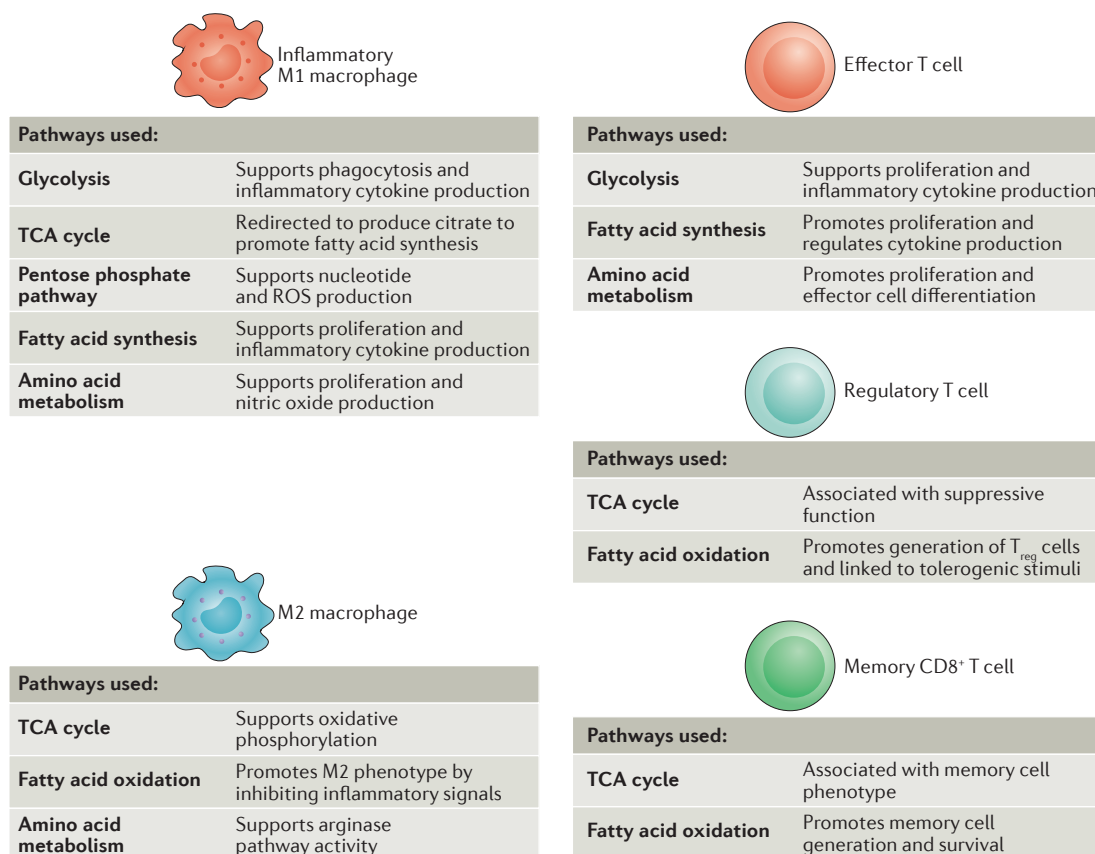 Inflammatory
M1 macrophage
Pathways used:
Glycolysis
Supports phagocytosis and
inflammatory cytokine production
TCA cycle
Redirected to produce citrate to
promote fatty acid synthesis
Pentose phosphate
pathway
Supports nucleotide
and ROS production
Fatty acid synthesis
Supports proliferation and
inflammatory cytokine production
Amino acid
metabolism
Supports proliferation and
nitric oxide production
M2 macrophage
Pathways used:
TCA cycle
Supports oxidative
phosphorylation
Fatty acid oxidation
Promotes M2 phenotype by
inhibiting inflammatory signals
Amino acid
metabolism
Supports arginase
pathway activity
Effector T cell
Pathways used:
Glycolysis
Supports proliferation and
inflammatory cytokine production
Fatty acid synthesis
Promotes proliferation and
regulates cytokine production
Amino acid
metabolism
Promotes proliferation and
effector cell differentiation
Regulatory T cell
Pathways used:
TCA cycle
Associated with suppressive
function
Fatty acid oxidation
Promotes generation of Treg cells
and linked to tolerogenic stimuli
Memory CD8⁺ T cell
Pathways used:
TCA cycle
Associated with memory cell
phenotype
Fatty acid oxidation
Promotes memory cell
generation and survival